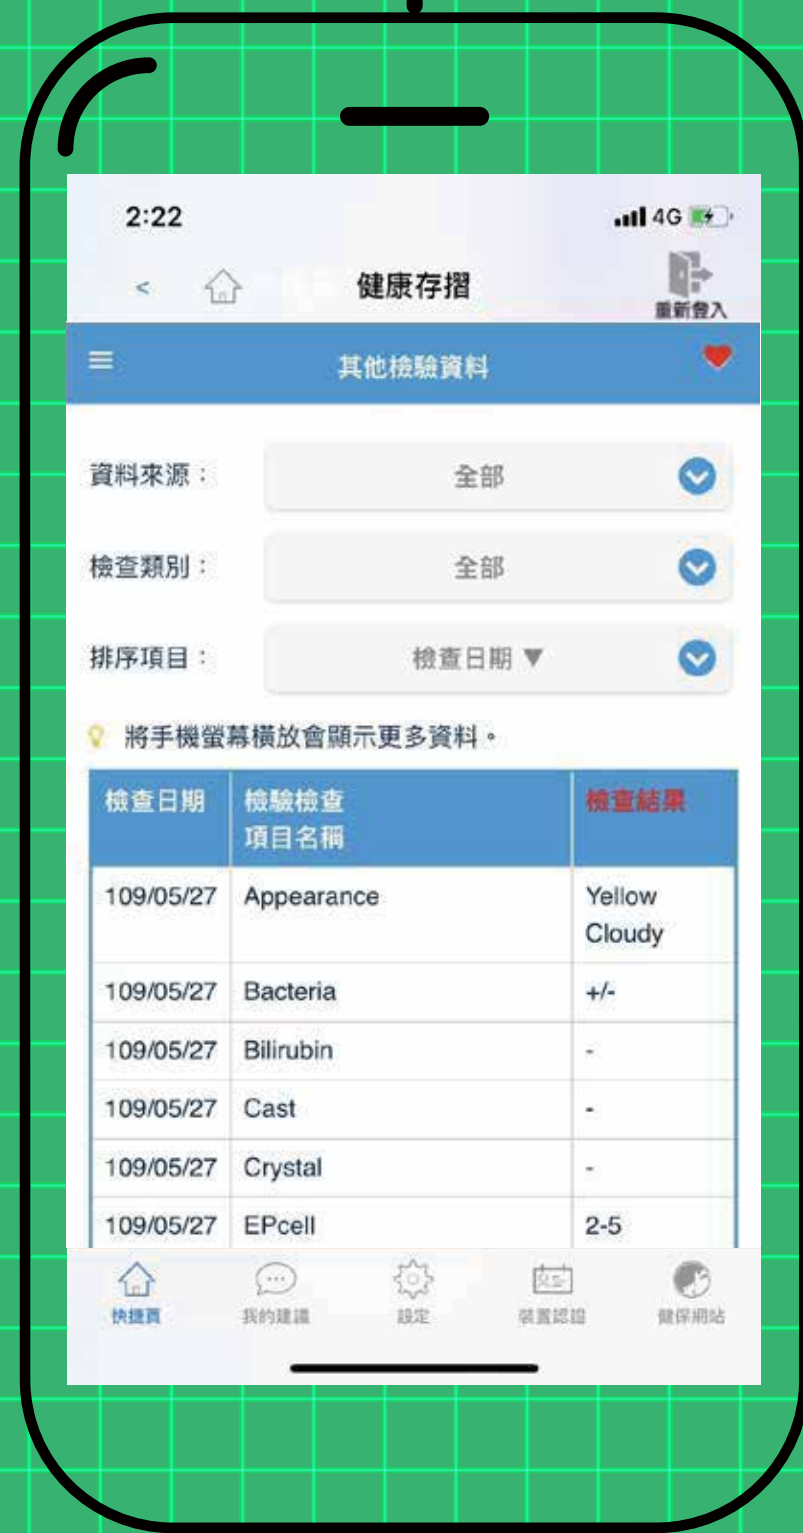 2:22 4G
< 健康存摺 重新登入
其他檢驗資料
資料來源： 全部
檢查類別： 全部
排序項目： 檢查日期 ▼
將手機螢幕橫放會顯示更多資料。
檢查日期 檢驗檢查 檢查結果
項目名稱
109/05/27 Appearance Yellow
Cloudy
109/05/27 Bacteria +/-
109/05/27 Bilirubin -
109/05/27 Cast -
109/05/27 Crystal -
109/05/27 EPcell 2-5
快捷頁 我的建議 設定 裝置認證 健保網站